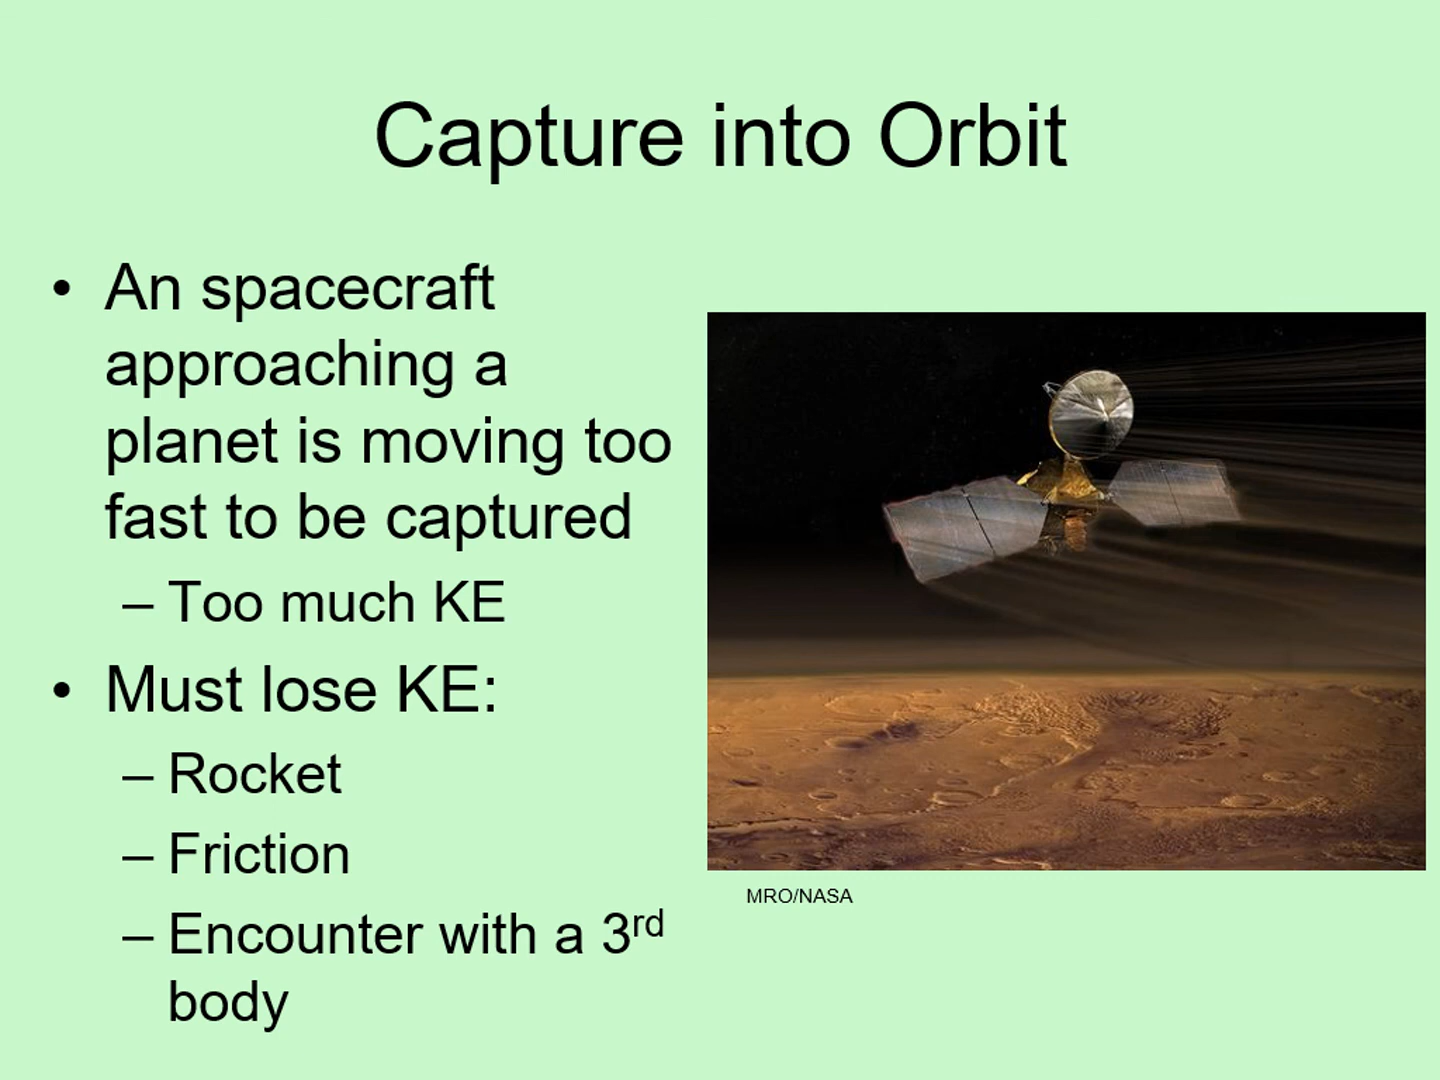 Capture into Orbit
• An spacecraft
approaching a
planet is moving too
fast to be captured
– Too much KE
• Must lose KE:
– Rocket
– Friction
– Encounter with a 3rd
body
MRO/NASA